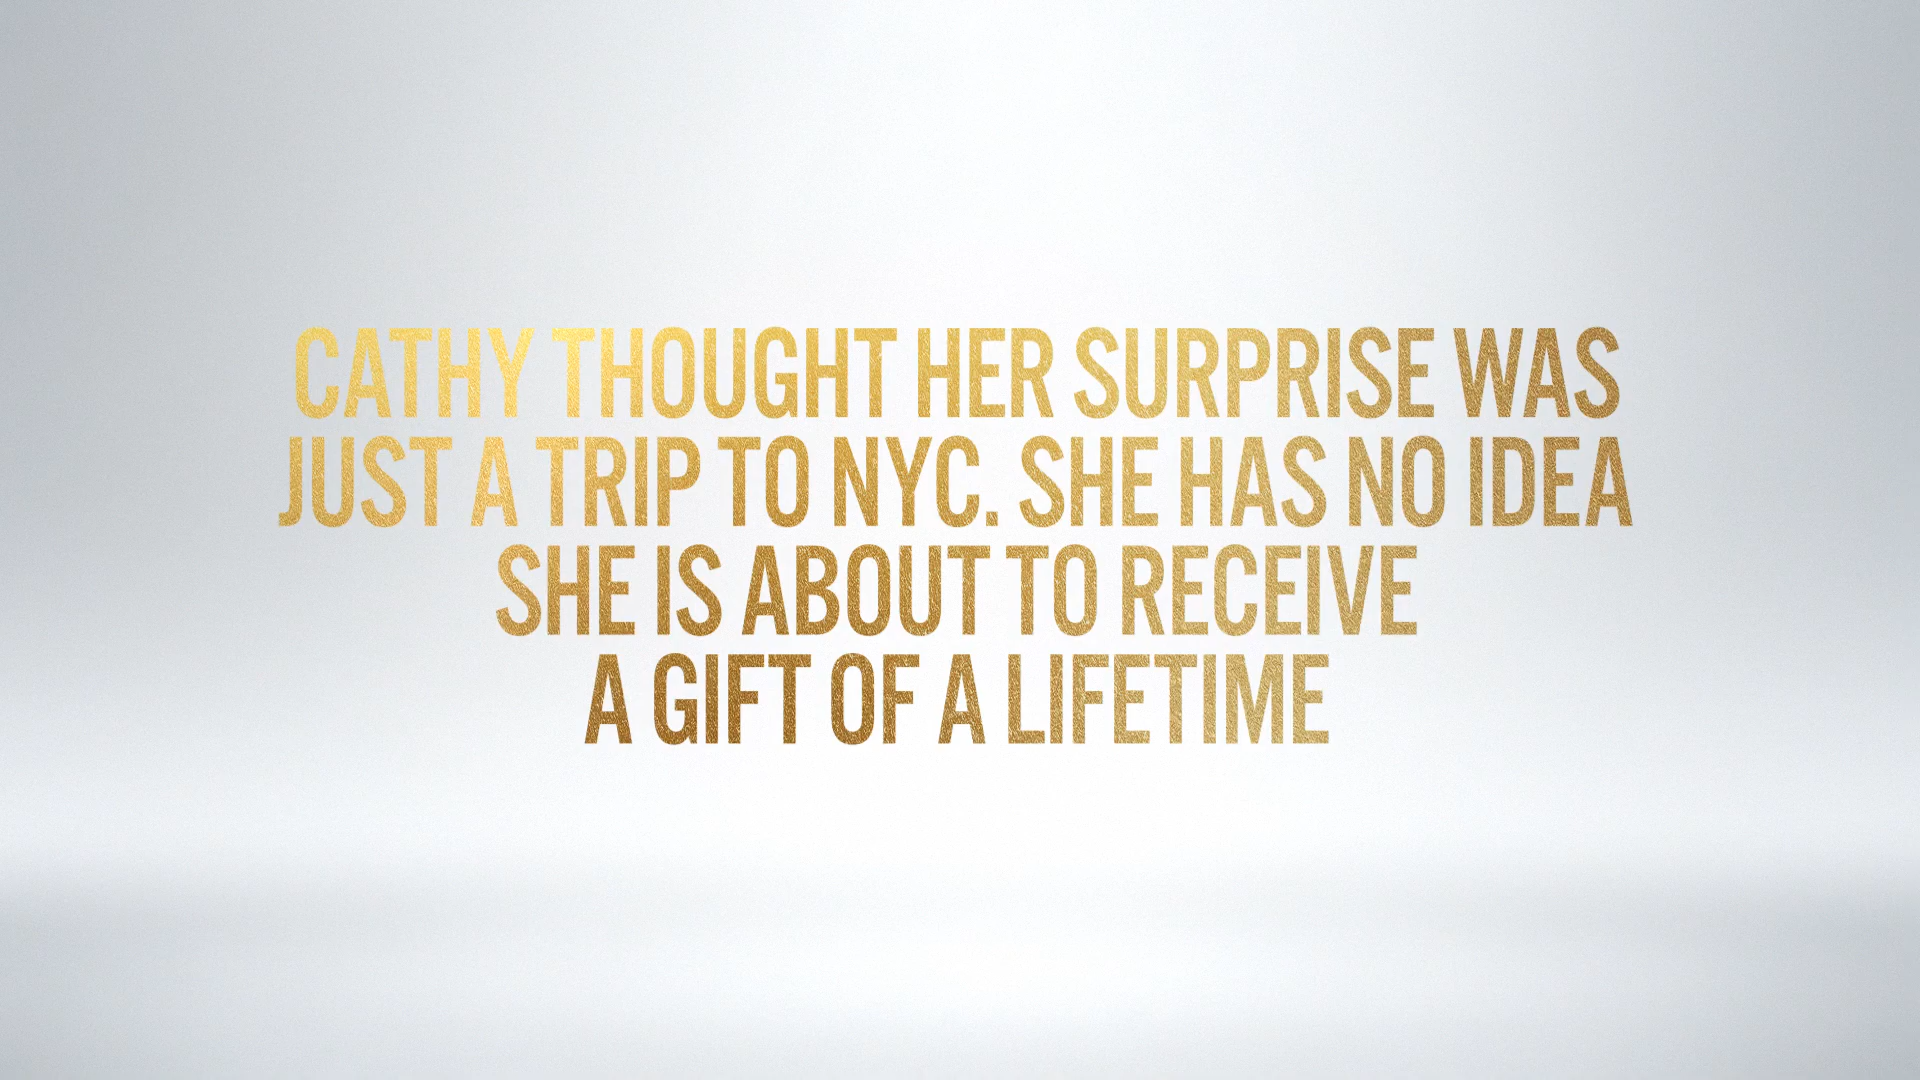 CATHY THOUGHT HER SURPRISE WAS
JUST A TRIP TO NYC. SHE HAS NO IDEA
SHE IS ABOUT TO RECEIVE
A GIFT OF A LIFETIME